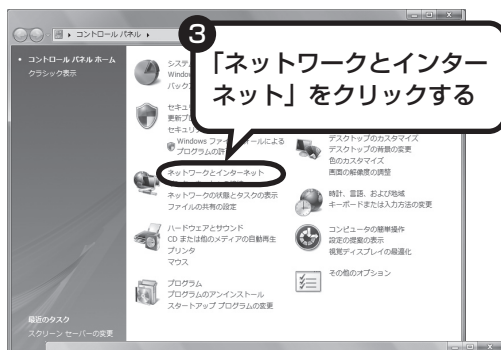 コントロール パネル
コントロール パネル ホーム
クラシック表示
3
「ネットワークとインター
ネット」をクリックする
Windows
セキュリ
Windows ファ
ォールによる
プログラムの許
ネットワークとインターネット
ネットワークの状態とタスクの表示
ファイルの共有の設定
ハードウェアとサウンド
CD または他のメディアの自動再生
プリンタ
マウス
プログラム
プログラムのアンインストール
スタートアップ プログラムの変更
デスクトップのカスタマイズ
デスクトップの背景の変更
色のカスタマイズ
画面の解像度の調整
時計、言語、および地域
キーボードまたは入力方法の変更
コンピュータの簡単操作
設定の提案の表示
視覚ディスプレイの最適化
その他のオプション
最近のタスク
スクリーン セーバーの変更